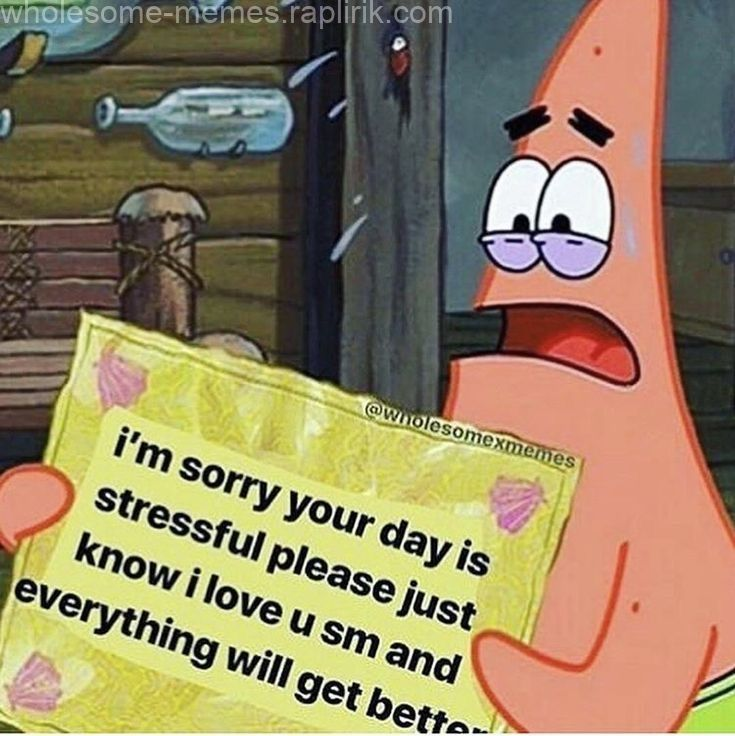 wholesome-memes.raplirik.com
@wholesomexmemes
i'm sorry your day is
stressful please just
know i love u sm and
everything will get better